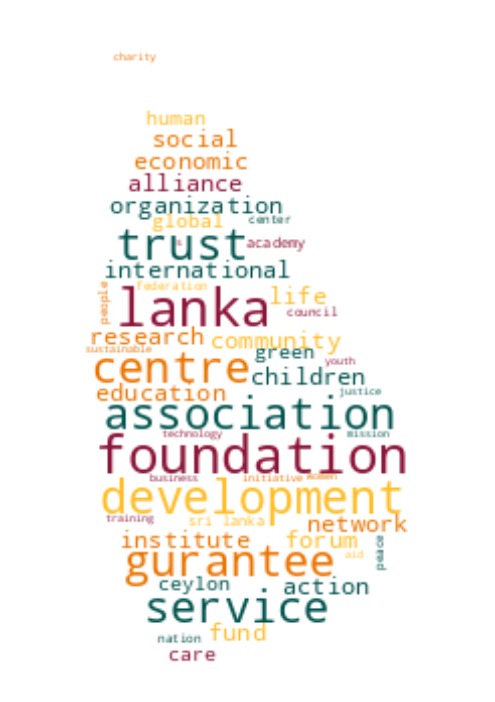 charity
human
social
economic
alliance
organization
global center
trust s academy
international
federation
people lanka life
council
research community
sustainable green
youth
centre children
education justice
association
technology mission
foundation
business initiative women
development
training sri lanka network
institute forum peace
gurantee aid
ceylon action
service
nation fund
care